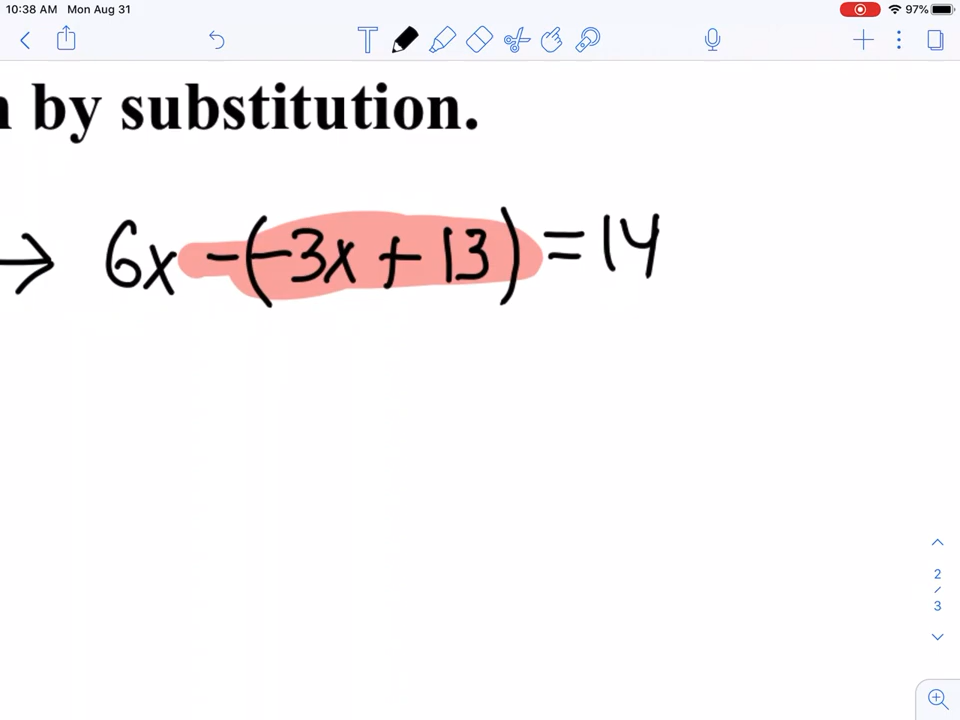 10:38 AM Mon Aug 31 97%
T
n by substitution.
→ 6x -(-3x + 13) = 14
2
/
3